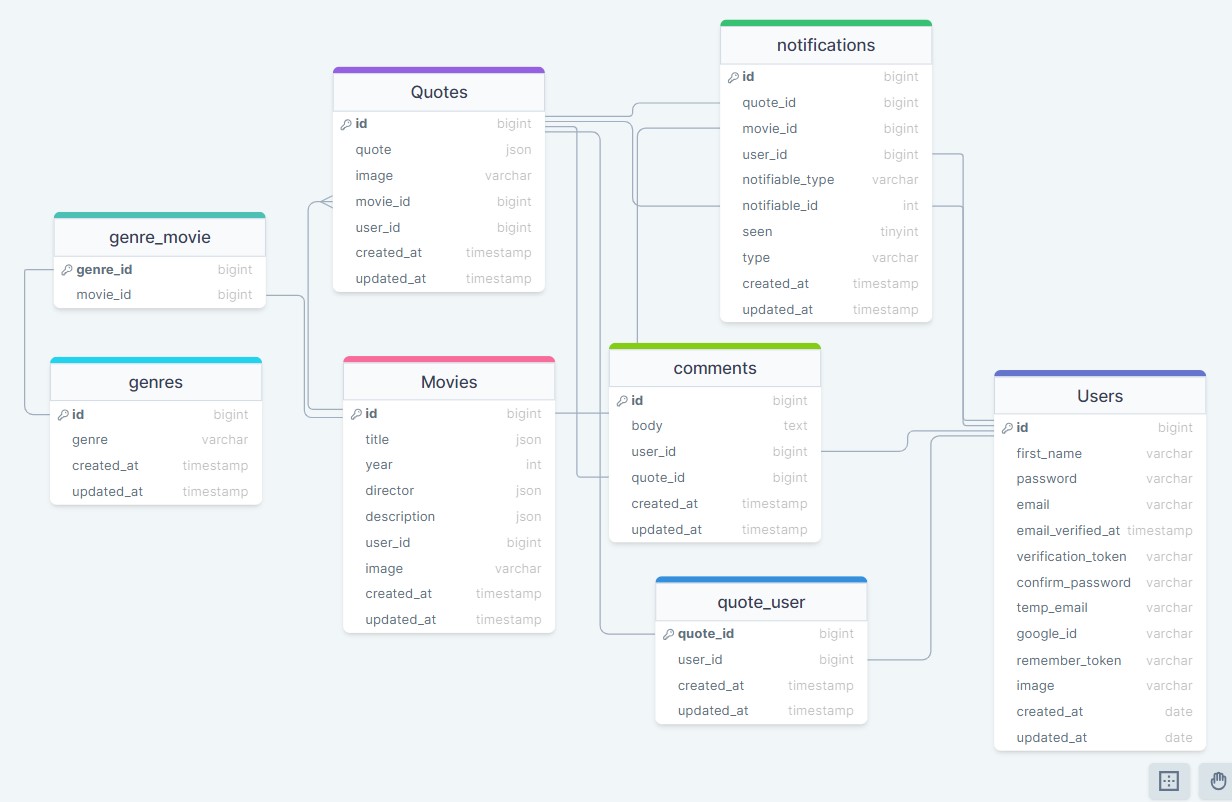 notifications
id bigint
quote_id bigint
movie_id bigint
user_id bigint
notifiable_type varchar
notifiable_id int
seen tinyint
type varchar
created_at timestamp
updated_at timestamp
Quotes
id bigint
quote json
image varchar
movie_id bigint
user_id bigint
created_at timestamp
updated_at timestamp
genre_movie
genre_id bigint
movie_id bigint
genres
id bigint
genre varchar
created_at timestamp
updated_at timestamp
Movies
id bigint
title json
year int
director json
description json
user_id bigint
image varchar
created_at timestamp
updated_at timestamp
comments
id bigint
body text
user_id bigint
quote_id bigint
created_at timestamp
updated_at timestamp
quote_user
quote_id bigint
user_id bigint
created_at timestamp
updated_at timestamp
Users
id bigint
first_name varchar
password varchar
email varchar
email_verified_at timestamp
verification_token varchar
confirm_password varchar
temp_email varchar
google_id varchar
remember_token varchar
image varchar
created_at date
updated_at date